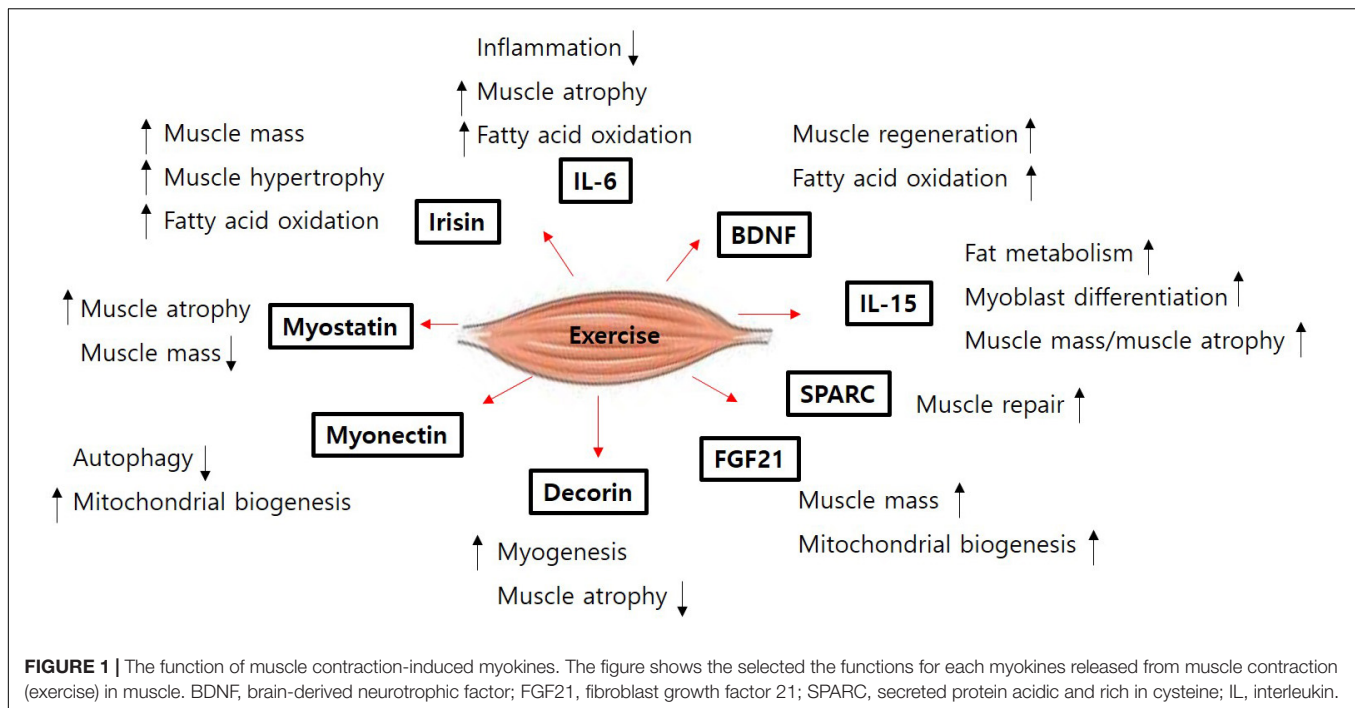 Inflammation ↓
↑ Muscle atrophy
↑ Fatty acid oxidation
IL-6
↑ Muscle mass
↑ Muscle hypertrophy
↑ Fatty acid oxidation
Irisin
Muscle regeneration ↑
Fatty acid oxidation ↑
BDNF
Fat metabolism ↑
Myoblast differentiation ↑
Muscle mass/muscle atrophy ↑
IL-15
↑ Muscle atrophy
Muscle mass ↓
Myostatin
Exercise
SPARC
Muscle repair ↑
Myonectin
Autophagy ↓
↑ Mitochondrial biogenesis
FGF21
Muscle mass ↑
Mitochondrial biogenesis ↑
Decorin
↑ Myogenesis
Muscle atrophy ↓
FIGURE 1 | The function of muscle contraction-induced myokines. The figure shows the selected the functions for each myokines released from muscle contraction
(exercise) in muscle. BDNF, brain-derived neurotrophic factor; FGF21, fibroblast growth factor 21; SPARC, secreted protein acidic and rich in cysteine; IL, interleukin.